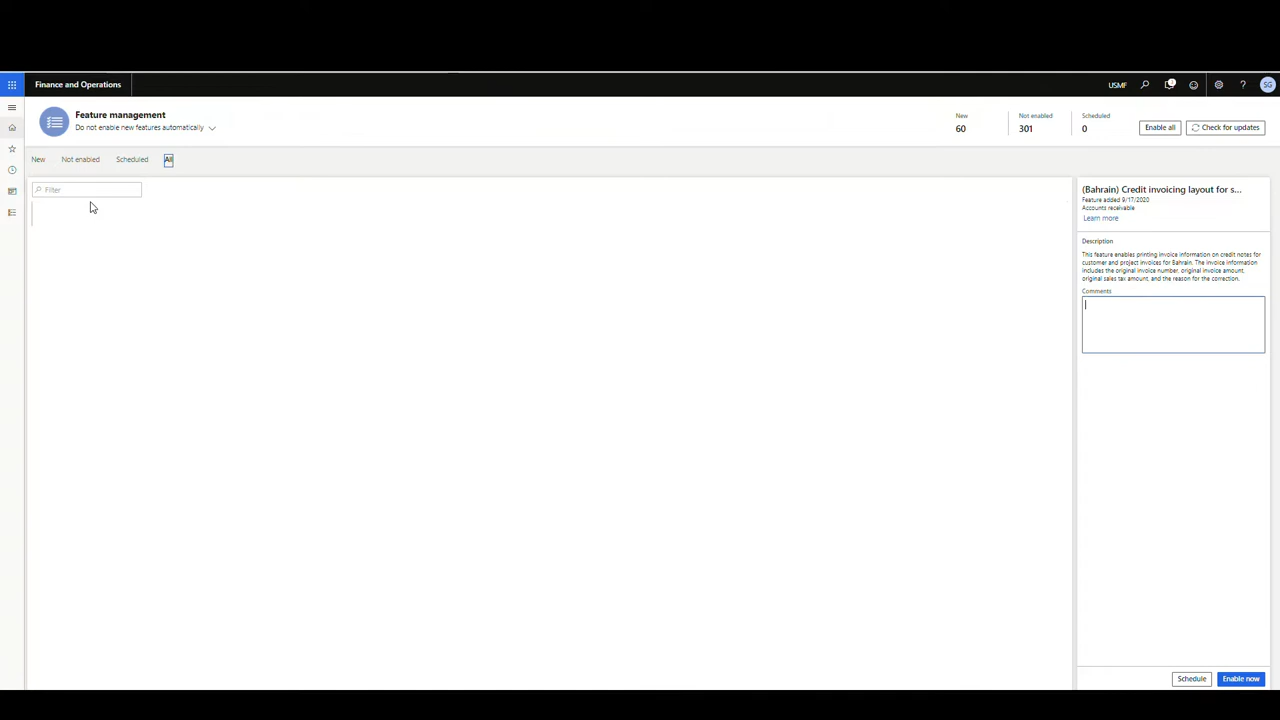 Finance and Operations
USMF
SG
Feature management
Do not enable new features automatically
New
60
Not enabled
301
Scheduled
0
Enable all
Check for updates
New
Not enabled
Scheduled
All
Filter
(Bahrain) Credit invoicing layout for s...
Feature added 9/17/2020
Accounts receivable
Learn more
Description
This feature enables printing invoice information on credit notes for
customer and project invoices for Bahrain. The invoice information
includes the original invoice number, original invoice amount,
original sales tax amount, and the reason for the correction.
Comments
Schedule
Enable now